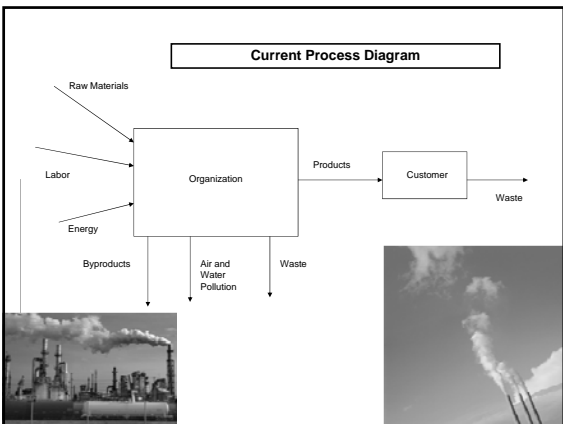 Current Process Diagram
Raw Materials
Labor
Energy
Organization
Products
Customer
Waste
Byproducts
Air and
Water
Pollution
Waste